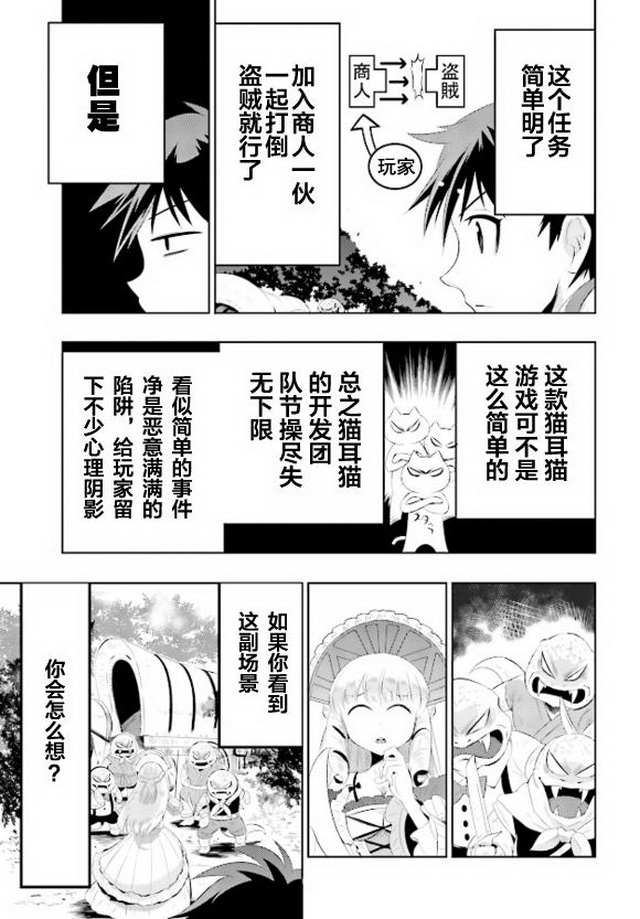 这个任务
简单明了
商人
盗賊
玩家
加入商人一伙
一起打倒
盗贼就行了
但是
这款猫耳猫
游戏可不是
这么简单的
总之猫耳猫
的开发团
队节操尽失
无下限
看似简单的事件
净是恶意满满的
陷阱，给玩家留
下不少心理阴影
如果你看到
这副场景
你会怎么想？